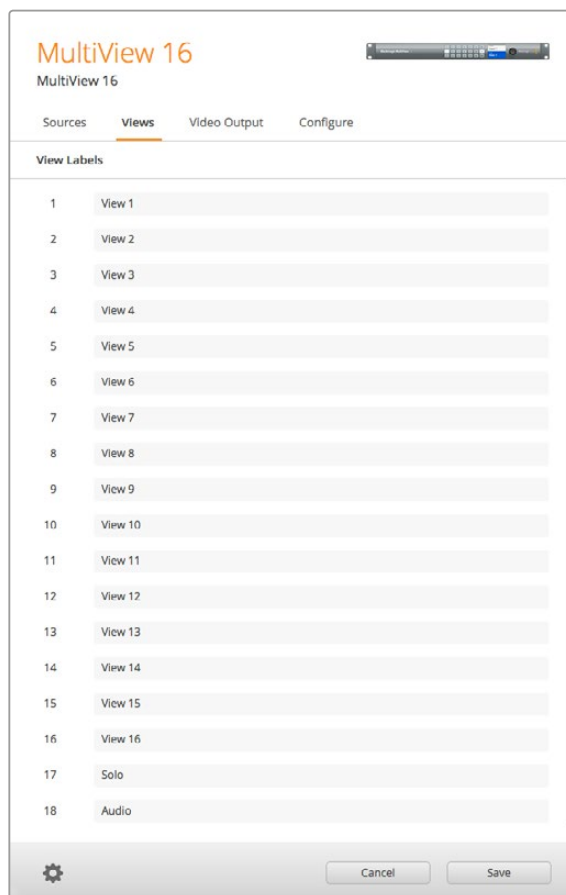 MultiView 16
MultiView 16
Sources Views Video Output Configure
View Labels
1 View 1
2 View 2
3 View 3
4 View 4
5 View 5
6 View 6
7 View 7
8 View 8
9 View 9
10 View 10
11 View 11
12 View 12
13 View 13
14 View 14
15 View 15
16 View 16
17 Solo
18 Audio
Cancel Save